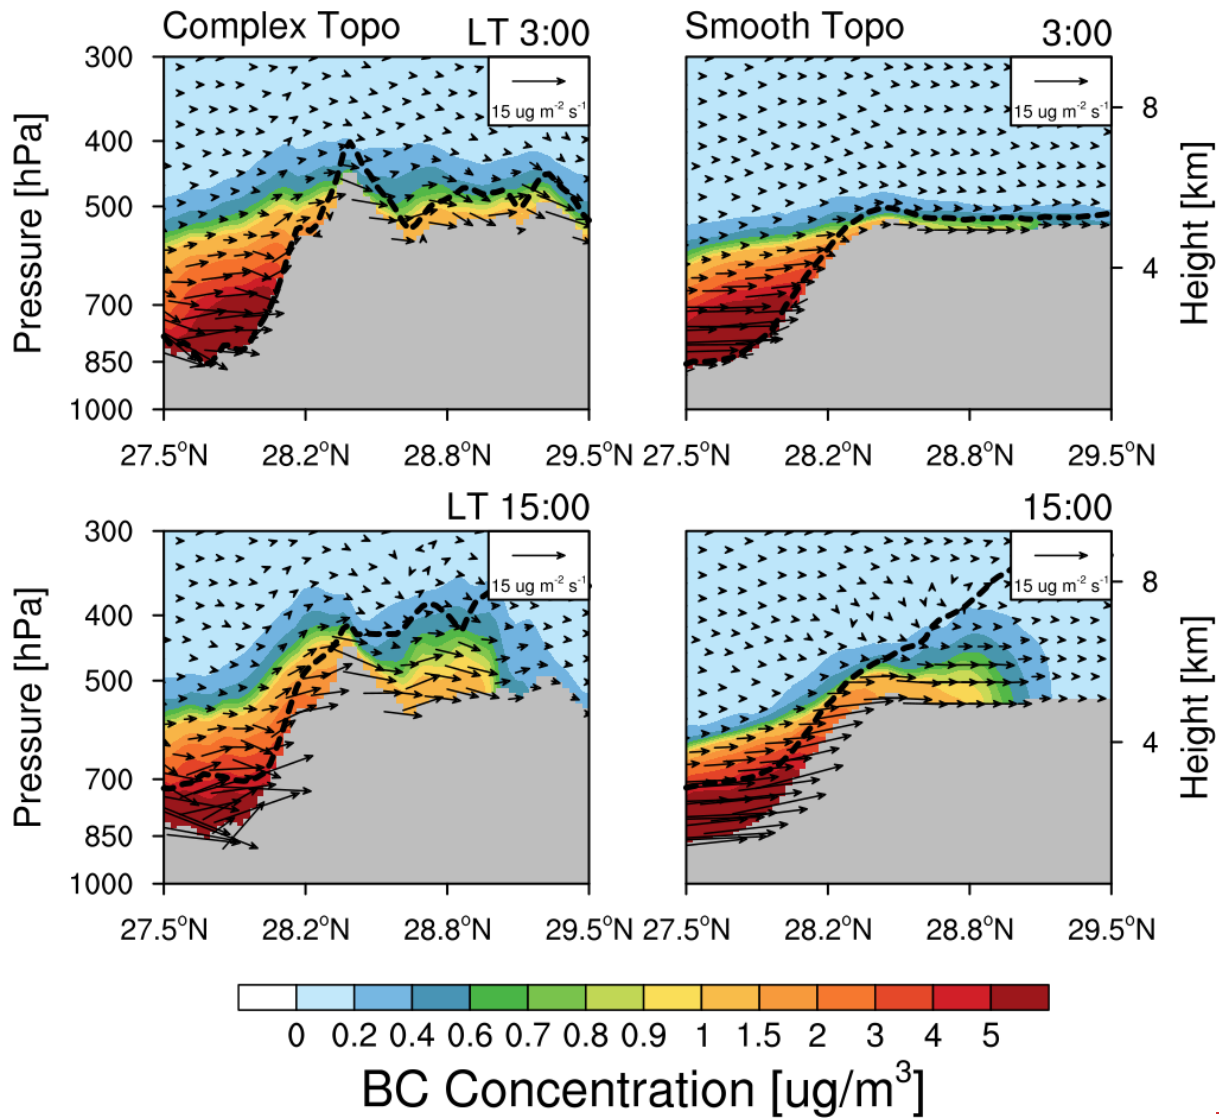 Complex Topo LT 3:00
Smooth Topo 3:00
15 ug m⁻² s⁻¹
15 ug m⁻² s⁻¹
Pressure [hPa]
300
400
500
700
850
1000
8
4
Height [km]
27.5°N 28.2°N 28.8°N 29.5°N
27.5°N 28.2°N 28.8°N 29.5°N
LT 15:00
15:00
15 ug m⁻² s⁻¹
15 ug m⁻² s⁻¹
Pressure [hPa]
300
400
500
700
850
1000
8
4
Height [km]
27.5°N 28.2°N 28.8°N 29.5°N
27.5°N 28.2°N 28.8°N 29.5°N
0 0.2 0.4 0.6 0.7 0.8 0.9 1 1.5 2 3 4 5
BC Concentration [ug/m³]